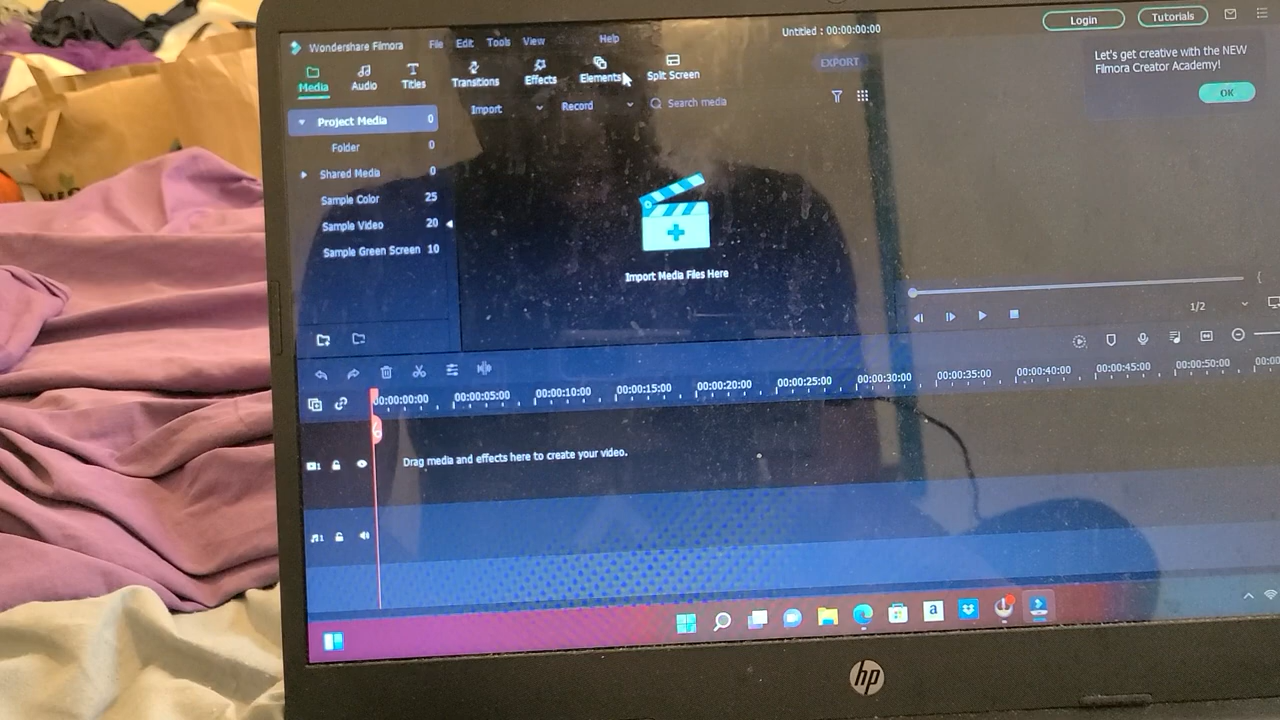 Wondershare Filmora File Edit Tools View Help Untitled : 00:00:00:00 Login Tutorials
Media Audio Titles Transitions Effects Elements Split Screen EXPORT
Let's get creative with the NEW
Filmora Creator Academy!
OK
Import Record Search media
Project Media 0
Folder 0
Shared Media 0
Sample Color 25
Sample Video 20
Sample Green Screen 10
Import Media Files Here
1/2
00:00:00:00 00:00:05:00 00:00:10:00 00:00:15:00 00:00:20:00 00:00:25:00 00:00:30:00 00:00:35:00 00:00:40:00 00:00:45:00 00:00:50:00 00:00
1
Drag media and effects here to create your video.
1
a
hp